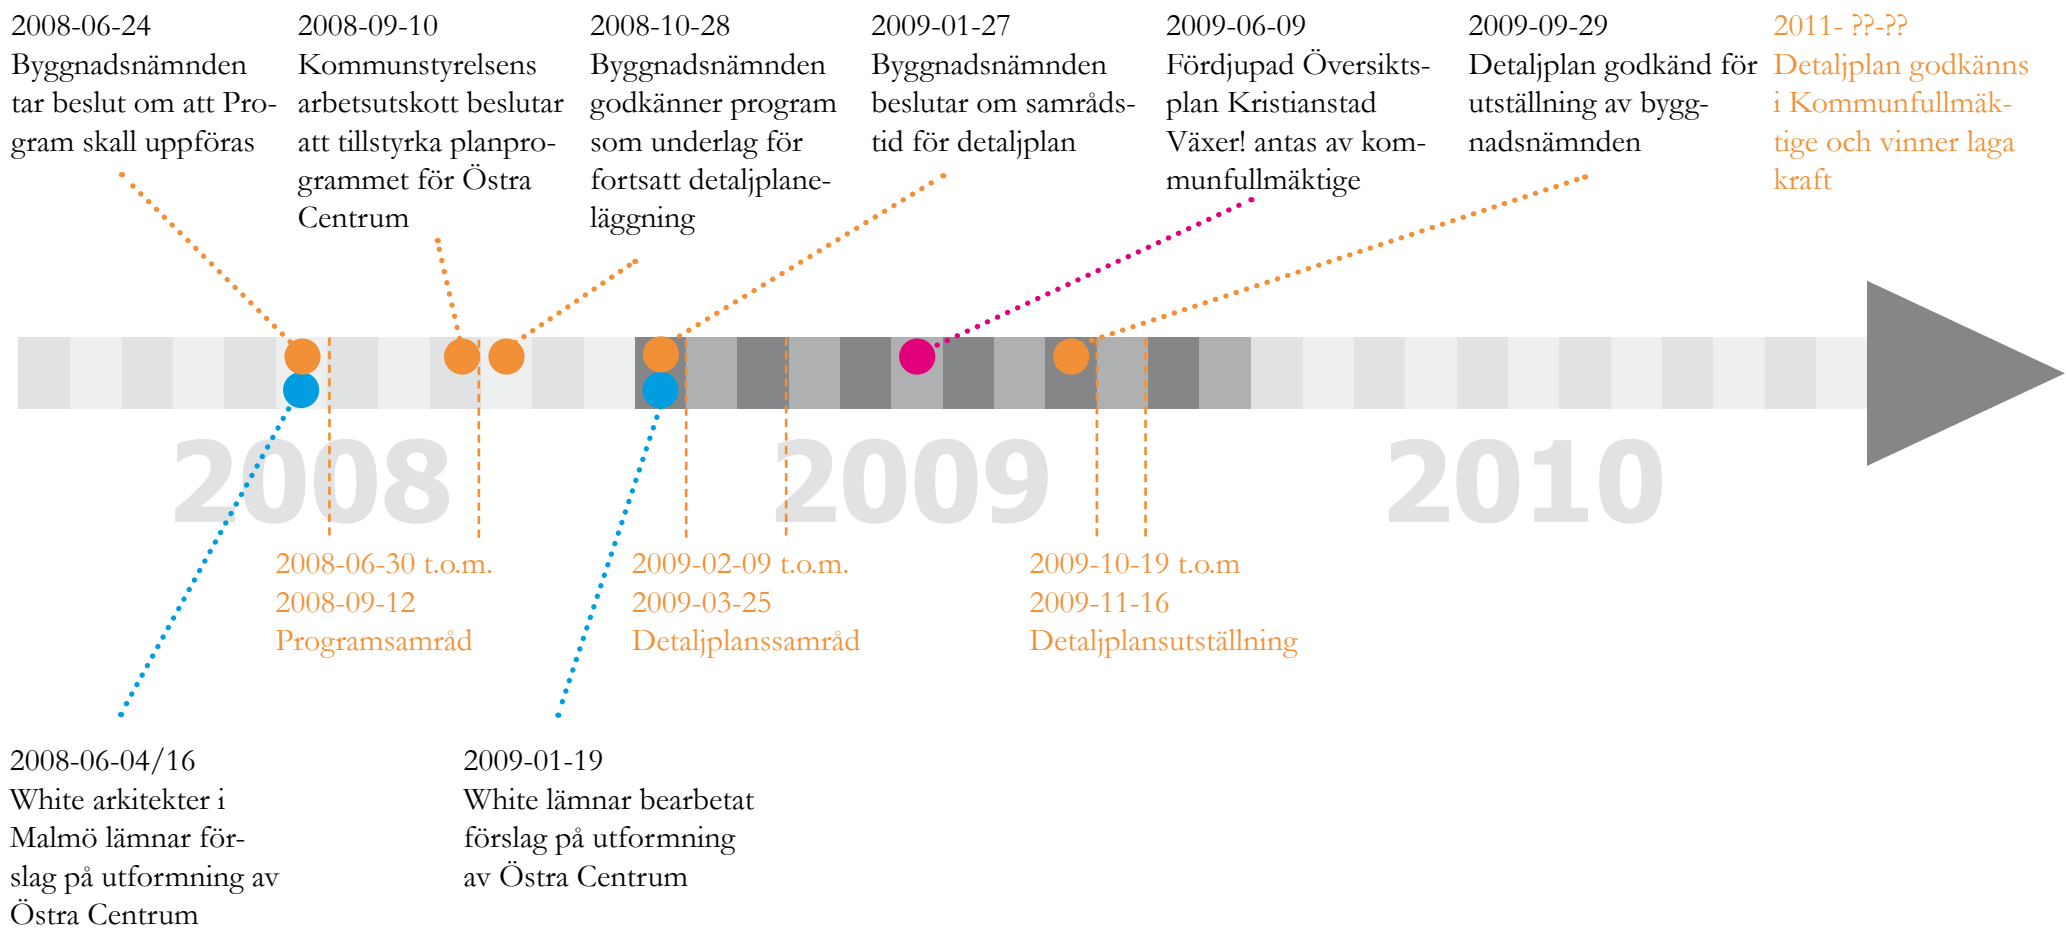 2008-06-24
Byggnadsnämnden
tar beslut om att Pro-
gram skall uppföras
2008-09-10
Kommunstyrelsens
arbetsutskott beslutar
att tillstyrka planpro-
grammet för Östra
Centrum
2008-10-28
Byggnadsnämnden
godkänner program
som underlag för
fortsatt detaljplane-
läggning
2009-01-27
Byggnadsnämnden
beslutar om samråds-
tid för detaljplan
2009-06-09
Fördjupad Översikts-
plan Kristianstad
Växer! antas av kom-
munfullmäktige
2009-09-29
Detaljplan godkänd för
utställning av bygg-
nadsnämnden
2011- ??-??
Detaljplan godkänns
i Kommunfullmäk-
tige och vinner laga
kraft
2008
2009
2010
2008-06-30 t.o.m.
2008-09-12
Programsamråd
2009-02-09 t.o.m.
2009-03-25
Detaljplanssamråd
2009-10-19 t.o.m
2009-11-16
Detaljplansutställning
2008-06-04/16
White arkitekter i
Malmö lämnar för-
slag på utformning av
Östra Centrum
2009-01-19
White lämnar bearbetat
förslag på utformning
av Östra Centrum